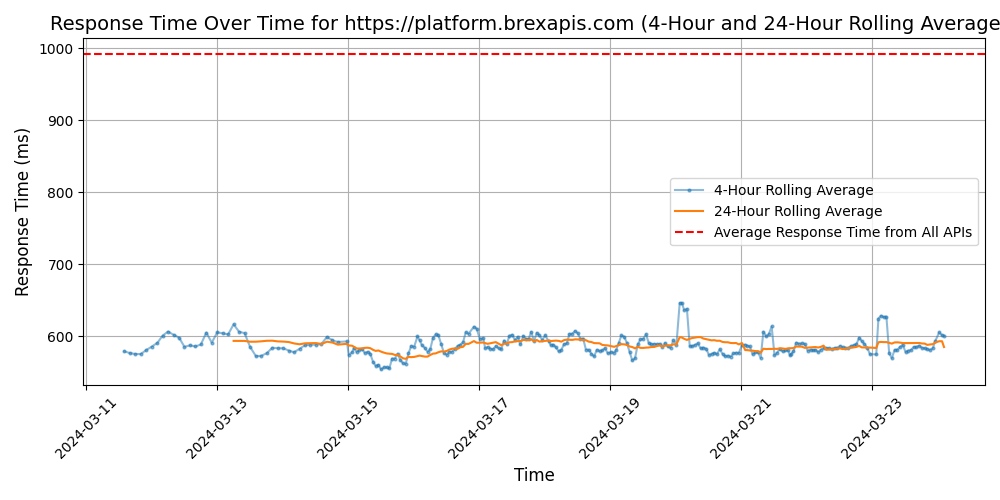 Response Time Over Time for https://platform.brexapis.com (4-Hour and 24-Hour Rolling Average
1000
900
800
700
600
Response Time (ms)
4-Hour Rolling Average
24-Hour Rolling Average
Average Response Time from All APIs
2024-03-11
2024-03-13
2024-03-15
2024-03-17
2024-03-19
2024-03-21
2024-03-23
Time